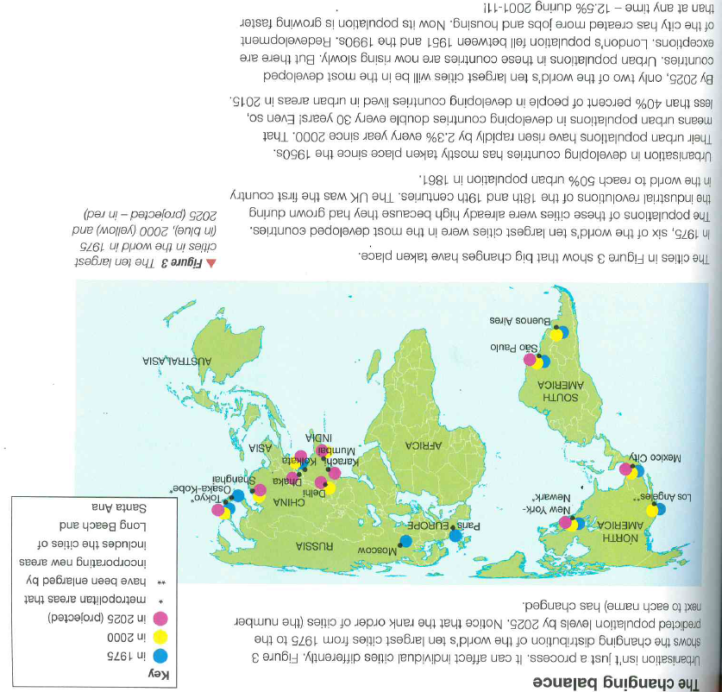 The changing balance
Urbanisation isn't just a process. It can affect individual cities differently. Figure 3
shows the changing distribution of the world's ten largest cities from 1975 to the
predicted population levels by 2025. Notice that the rank order of cities (the number
next to each name) has changed.
Key
in 1975
in 2000
in 2025 (projected)
* metropolitan areas that
have been enlarged by
** incorporating new areas
includes the cities of
Long Beach and
Santa Ana
NORTH
AMERICA
Los Angeles**
New York-
Newark*
Mexico City
SOUTH
AMERICA
São Paulo
Buenos Aires
Paris
EUROPE
Moscow
RUSSIA
AFRICA
CHINA
Delhi
Karachi
Mumbai
INDIA
Dhaka
Kolkata
ASIA
Tokyo*
Osaka-Kobe*
Shanghai
AUSTRALASIA
▲ Figure 3 The ten largest
cities in the world in 1975
(in blue), 2000 (yellow) and
2025 (projected – in red)
The cities in Figure 3 show that big changes have taken place.
In 1975, six of the world's ten largest cities were in the most developed countries.
The populations of these cities were already high because they had grown during
the industrial revolutions of the 18th and 19th centuries. The UK was the first country
in the world to reach 50% urban population in 1861.
Urbanisation in developing countries has mostly taken place since the 1950s.
Their urban populations have risen rapidly by 2.3% every year since 2000. That
means urban populations in developing countries double every 30 years! Even so,
less than 40% percent of people in developing countries lived in urban areas in 2015.
By 2025, only two of the world's ten largest cities will be in the most developed
countries. Urban populations in these countries are now rising slowly. But there are
exceptions. London's population fell between 1951 and the 1990s. Redevelopment
of the city has created more jobs and housing. Now its population is growing faster
than at any time – 12.5% during 2001-11!